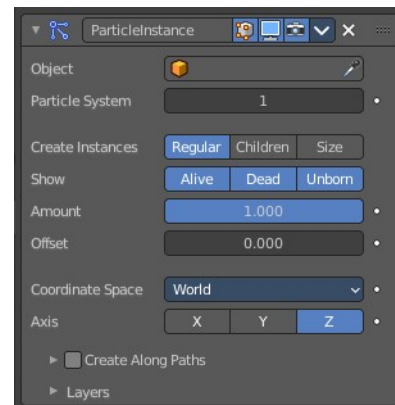 ParticleInstance
Object
Particle System 1
Create Instances Regular Children Size
Show Alive Dead Unborn
Amount 1.000
Offset 0.000
Coordinate Space World
Axis X Y Z
Create Along Paths
Layers